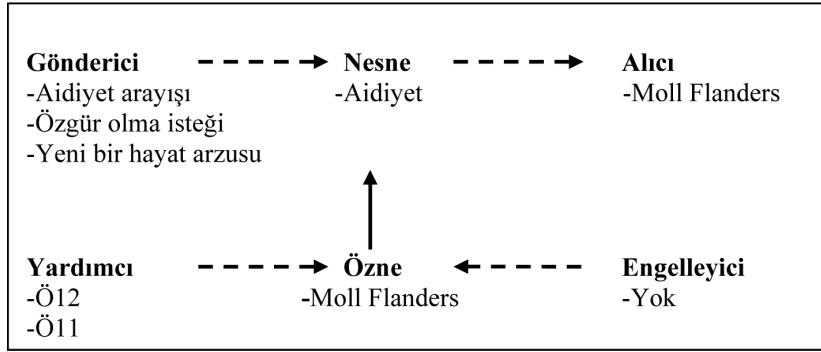 Gönderici Nesne Alıcı
-Aidiyet arayışı -Aidiyet -Moll Flanders
-Özgür olma isteği
-Yeni bir hayat arzusu
Yardımcı Özne Engelleyici
-Ö12 -Moll Flanders -Yok
-Ö11